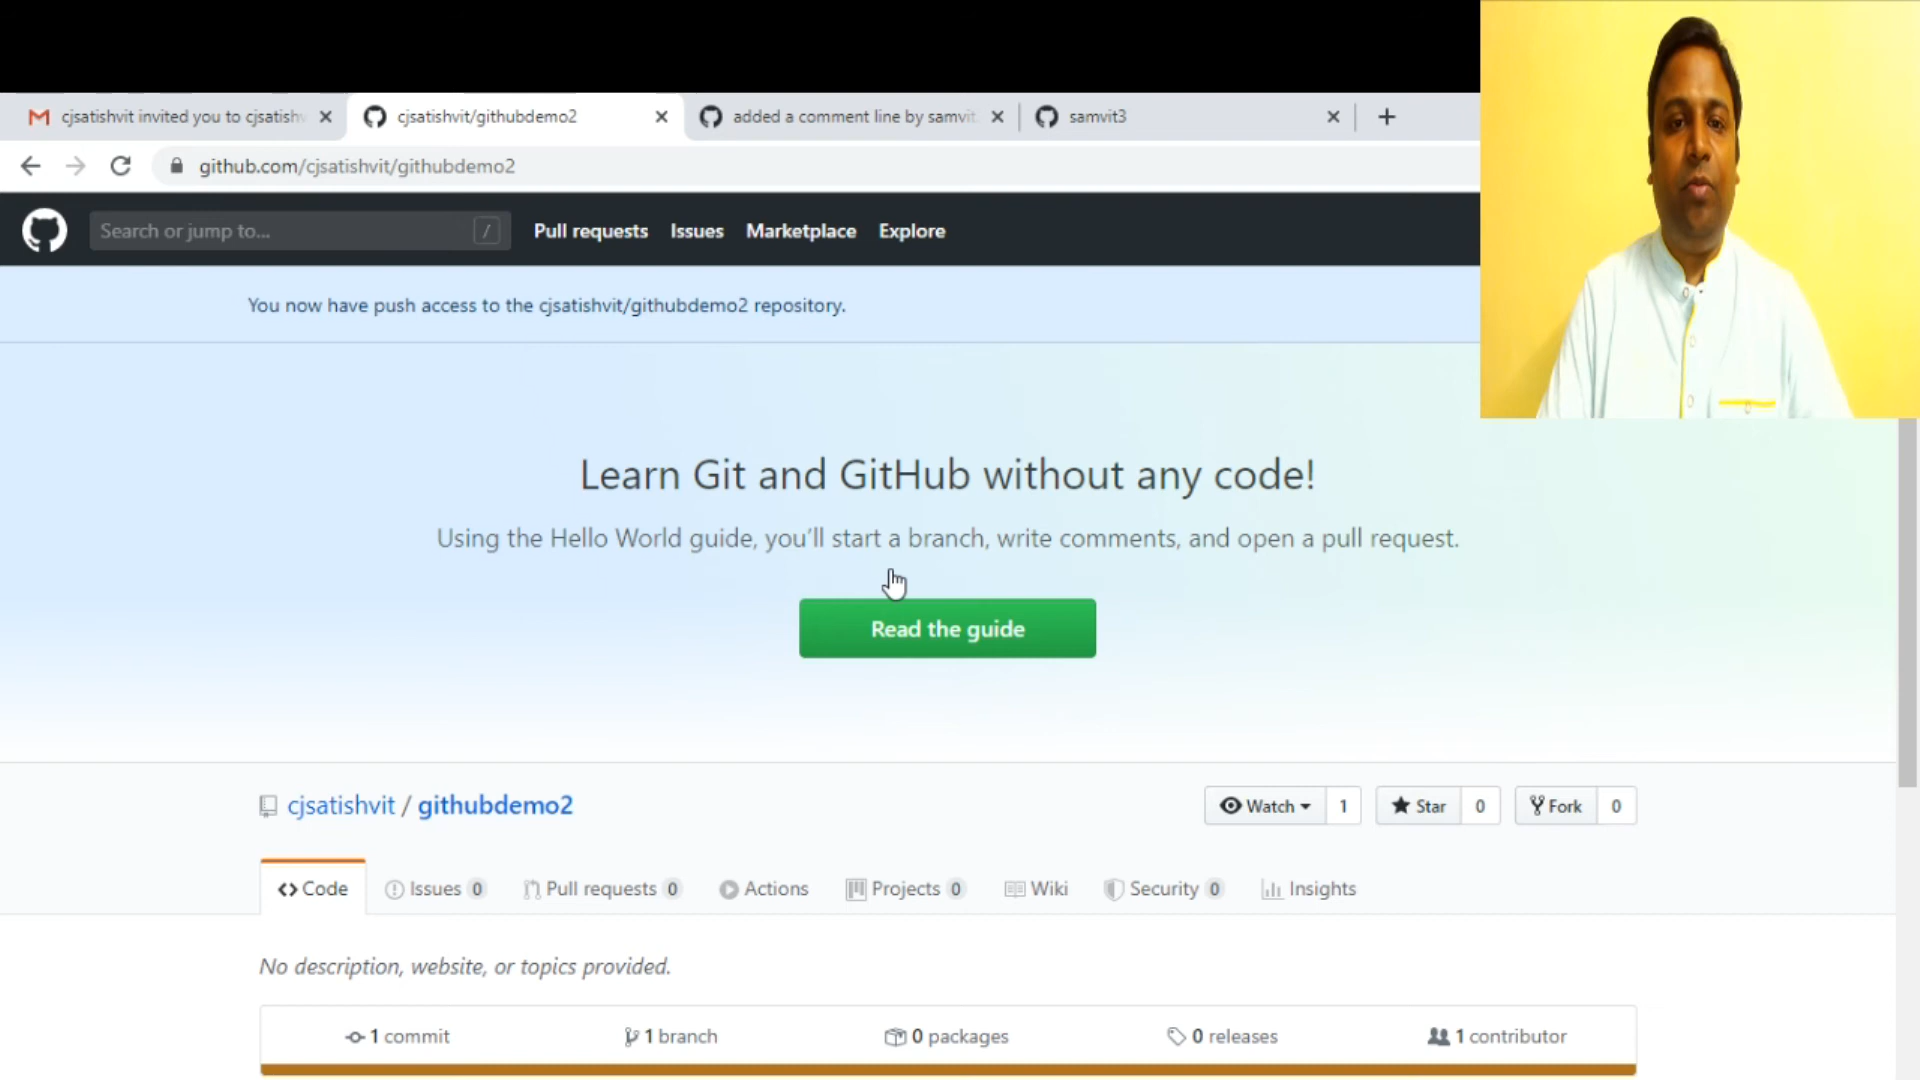 cjsatishvit invited you to cjsatish
cjsatishvit/githubdemo2
added a comment line by samvit
samvit3
github.com/cjsatishvit/githubdemo2
Search or jump to... /
Pull requests Issues Marketplace Explore
You now have push access to the cjsatishvit/githubdemo2 repository.
Learn Git and GitHub without any code!
Using the Hello World guide, you'll start a branch, write comments, and open a pull request.
Read the guide
cjsatishvit / githubdemo2
Watch 1 Star 0 Fork 0
Code Issues 0 Pull requests 0 Actions Projects 0 Wiki Security 0 Insights
No description, website, or topics provided.
1 commit 1 branch 0 packages 0 releases 1 contributor